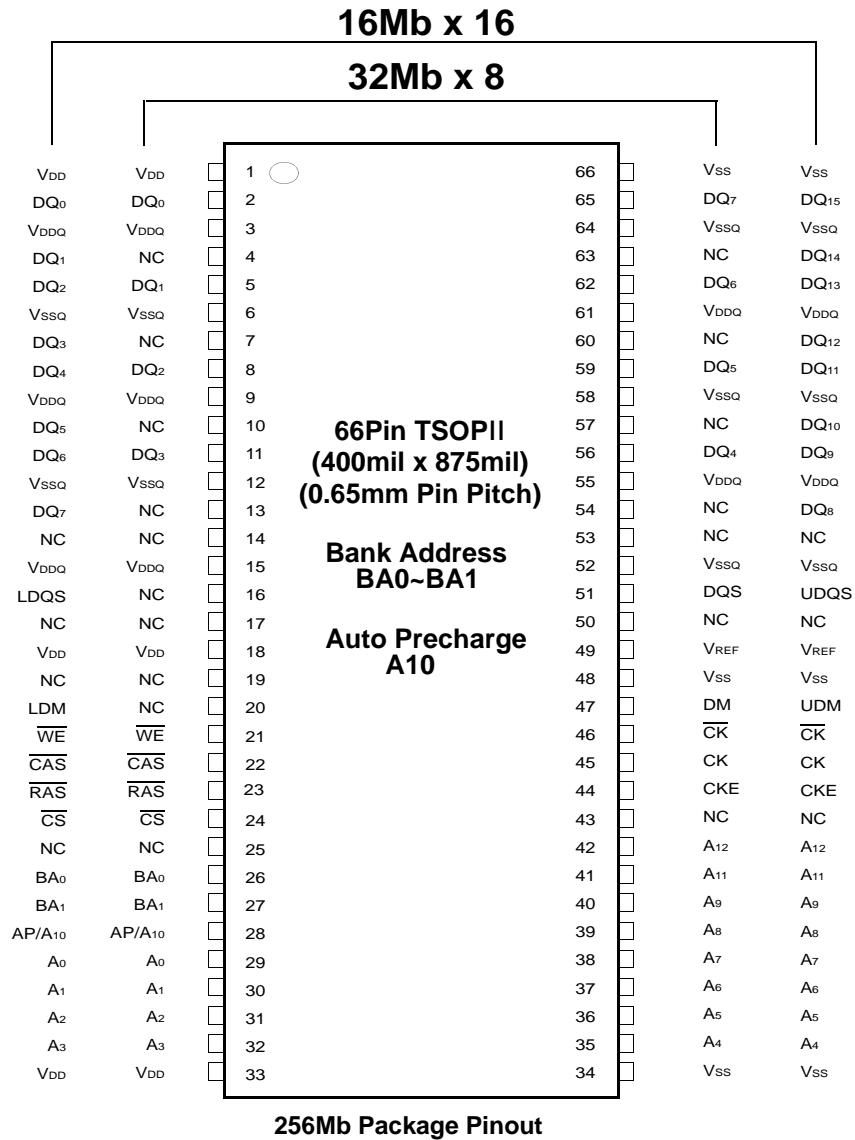 16Mb x 16
32Mb x 8
VDD VDD 1 66 VSS VSS
DQ0 DQ0 2 65 DQ7 DQ15
VDDQ VDDQ 3 64 VSSQ VSSQ
DQ1 NC 4 63 NC DQ14
DQ2 DQ1 5 62 DQ6 DQ13
VSSQ VSSQ 6 61 VDDQ VDDQ
DQ3 NC 7 60 NC DQ12
DQ4 DQ2 8 59 DQ5 DQ11
VDDQ VDDQ 9 58 VSSQ VSSQ
DQ5 NC 10 57 NC DQ10
DQ6 DQ3 11 56 DQ4 DQ9
VSSQ VSSQ 12 55 VDDQ VDDQ
DQ7 NC 13 54 NC DQ8
NC NC 14 53 NC NC
VDDQ VDDQ 15 52 VSSQ VSSQ
LDQS NC 16 51 DQS UDQS
NC NC 17 50 NC NC
VDD VDD 18 49 VREF VREF
NC NC 19 48 VSS VSS
LDM NC 20 47 DM UDM
WE WE 21 46 CK CK
CAS CAS 22 45 CK CK
RAS RAS 23 44 CKE CKE
CS CS 24 43 NC NC
NC NC 25 42 A12 A12
BA0 BA0 26 41 A11 A11
BA1 BA1 27 40 A9 A9
AP/A10 AP/A10 28 39 A8 A8
A0 A0 29 38 A7 A7
A1 A1 30 37 A6 A6
A2 A2 31 36 A5 A5
A3 A3 32 35 A4 A4
VDD VDD 33 34 VSS VSS
66Pin TSOPII
(400mil x 875mil)
(0.65mm Pin Pitch)
Bank Address
BA0~BA1
Auto Precharge
A10
256Mb Package Pinout